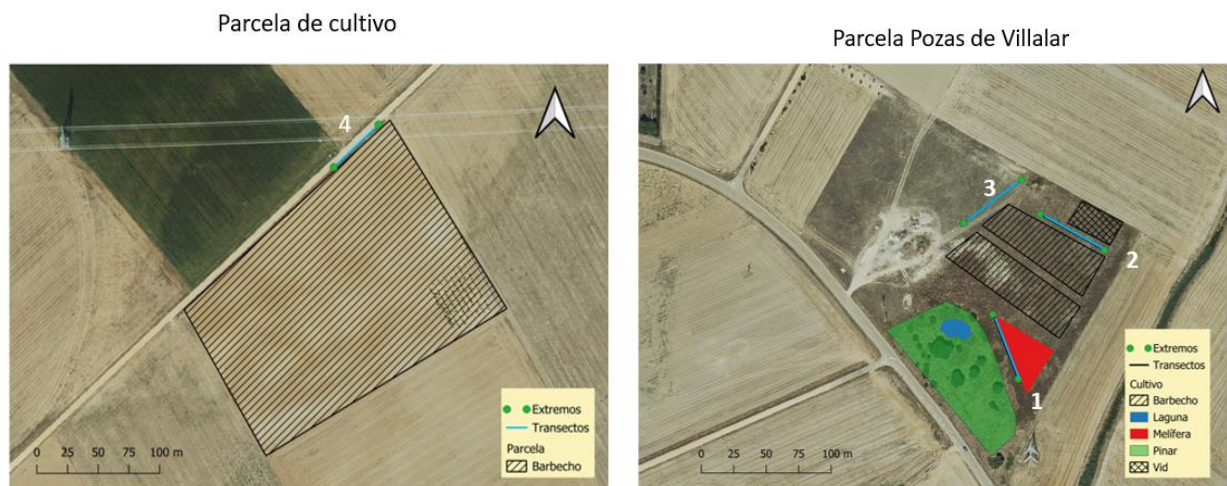 Parcela de cultivo
4
Extremos
Transectos
Parcela
Barbecho
0 25 50 75 100 m
Parcela Pozas de Villalar
3
2
1
Extremos
Transectos
Cultivo
Barbecho
Laguna
Melífera
Pinar
Vid
0 25 50 75 100 m